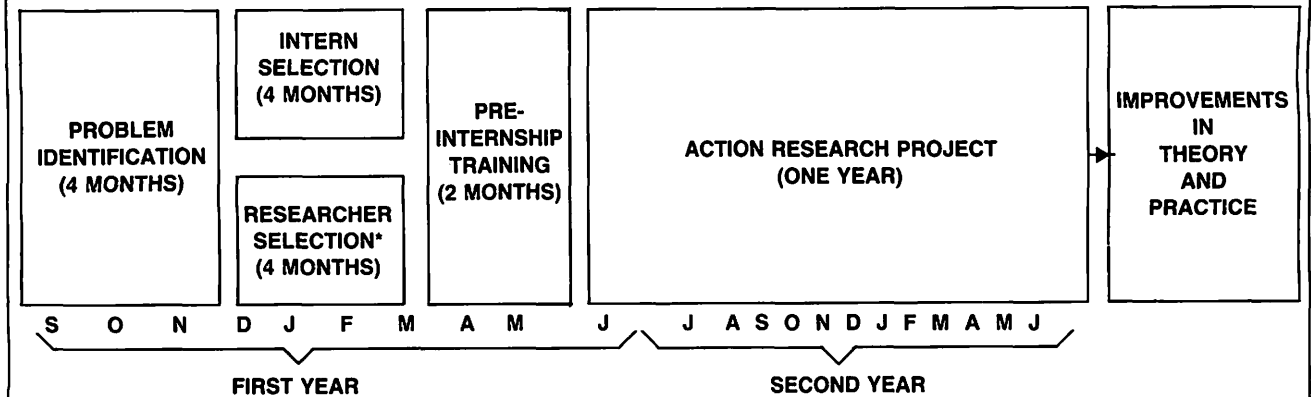 PROBLEM
IDENTIFICATION
(4 MONTHS)
INTERN
SELECTION
(4 MONTHS)
RESEARCHER
SELECTION*
(4 MONTHS)
PRE-
INTERNSHIP
TRAINING
(2 MONTHS)
ACTION RESEARCH PROJECT
(ONE YEAR)
IMPROVEMENTS
IN
THEORY
AND
PRACTICE
S O N D J F M A M J J A S O N D J F M A M J
FIRST YEAR SECOND YEAR